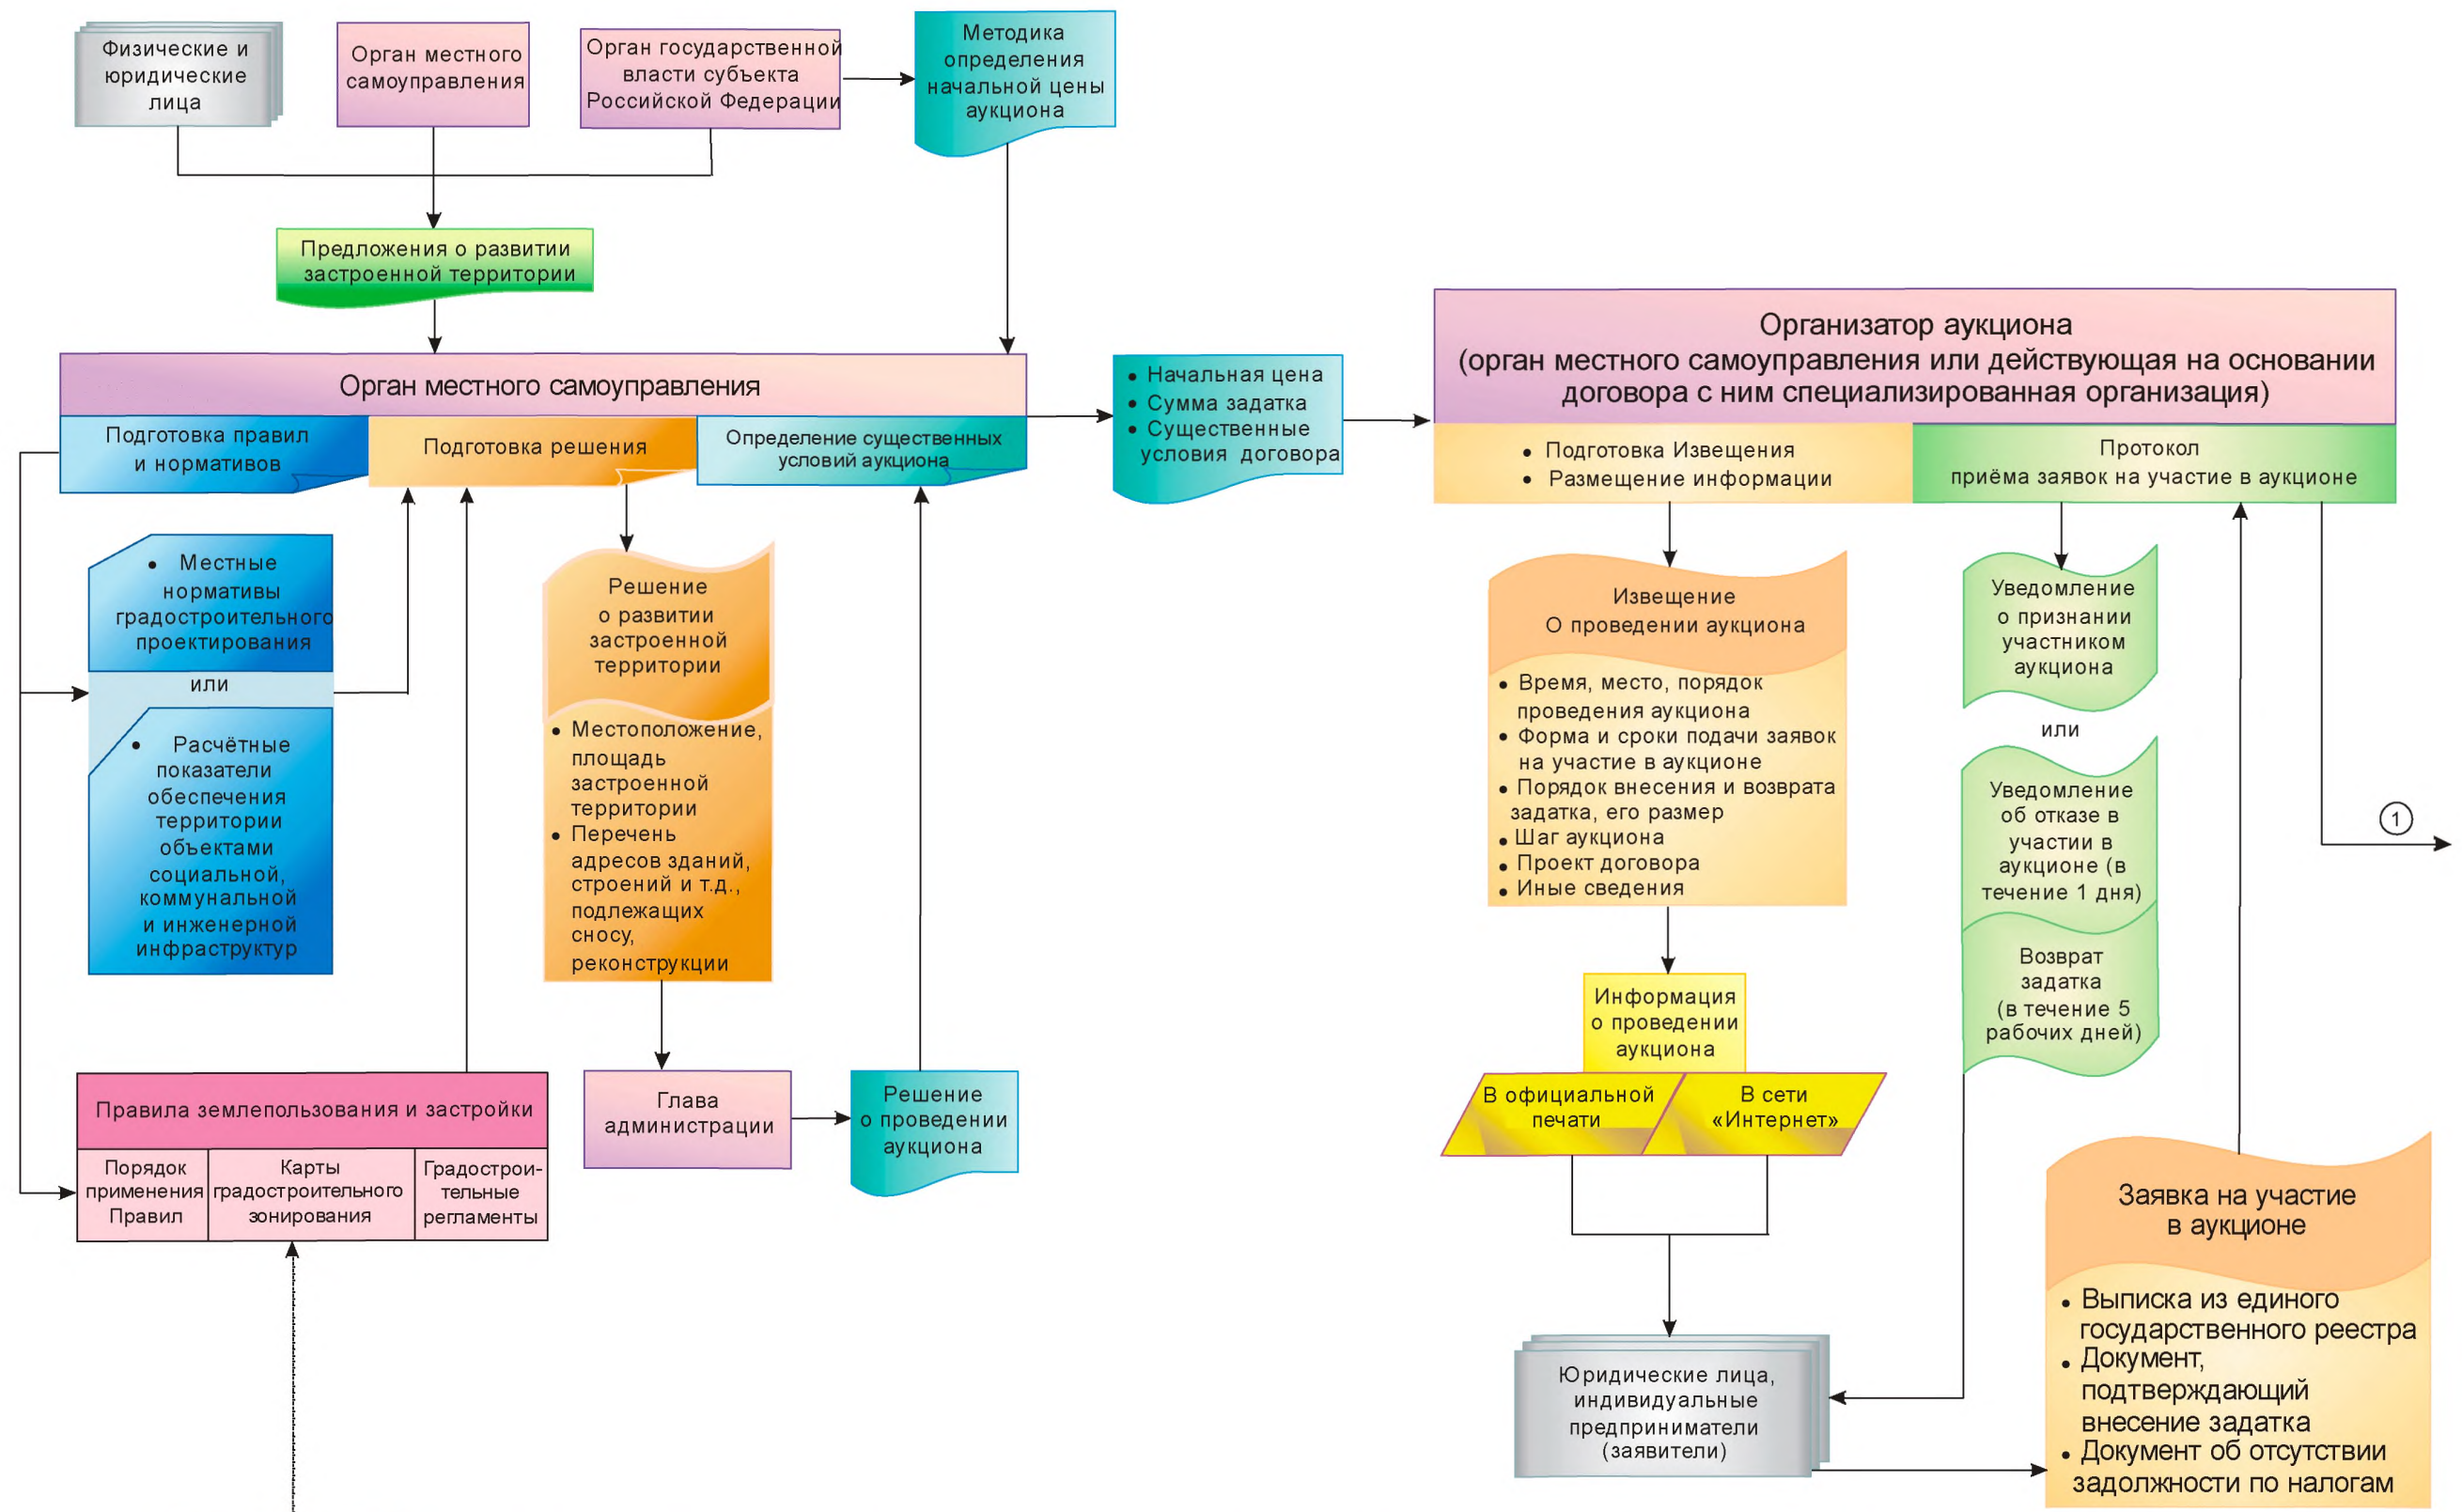 Физические и
юридические
лица
Орган местного
самоуправления
Орган государственной
власти субъекта
Российской Федерации
Методика
определения
начальной цены
аукциона
Предложения о развитии
застроенной территории
Орган местного самоуправления
Подготовка правил
и нормативов
Подготовка решения
Определение существенных
условий аукциона
• Начальная цена
• Сумма задатка
• Существенные
условия договора
Организатор аукциона
(орган местного самоуправления или действующая на основании
договора с ним специализированная организация)
• Подготовка Извещения
• Размещение информации
Протокол
приёма заявок на участие в аукционе
• Местные
нормативы
градостроительного
проектирования
или
• Расчётные
показатели
обеспечения
территории
объектами
социальной,
коммунальной
и инженерной
инфраструктур
Решение
о развитии
застроенной
территории
• Местоположение,
площадь
застроенной
территории
• Перечень
адресов зданий,
строений и т.д.,
подлежащих
сносу,
реконструкции
Глава
администрации
Решение
о проведении
аукциона
Правила землепользования и застройки
Порядок
применения
Правил
Карты
градостроительного
зонирования
Градострои-
тельные
регламенты
Извещение
О проведении аукциона
• Время, место, порядок
проведения аукциона
• Форма и сроки подачи заявок
на участие в аукционе
• Порядок внесения и возврата
задатка, его размер
• Шаг аукциона
• Проект договора
• Иные сведения
Информация
о проведении
аукциона
В официальной
печати
В сети
«Интернет»
Юридические лица,
индивидуальные
предприниматели
(заявители)
Уведомление
о признании
участником
аукциона
или
Уведомление
об отказе в
участии в
аукционе (в
течение 1 дня)
Возврат
задатка
(в течение 5
рабочих дней)
1
Заявка на участие
в аукционе
• Выписка из единого
государственного реестра
• Документ,
подтверждающий
внесение задатка
• Документ об отсутствии
задолжности по налогам